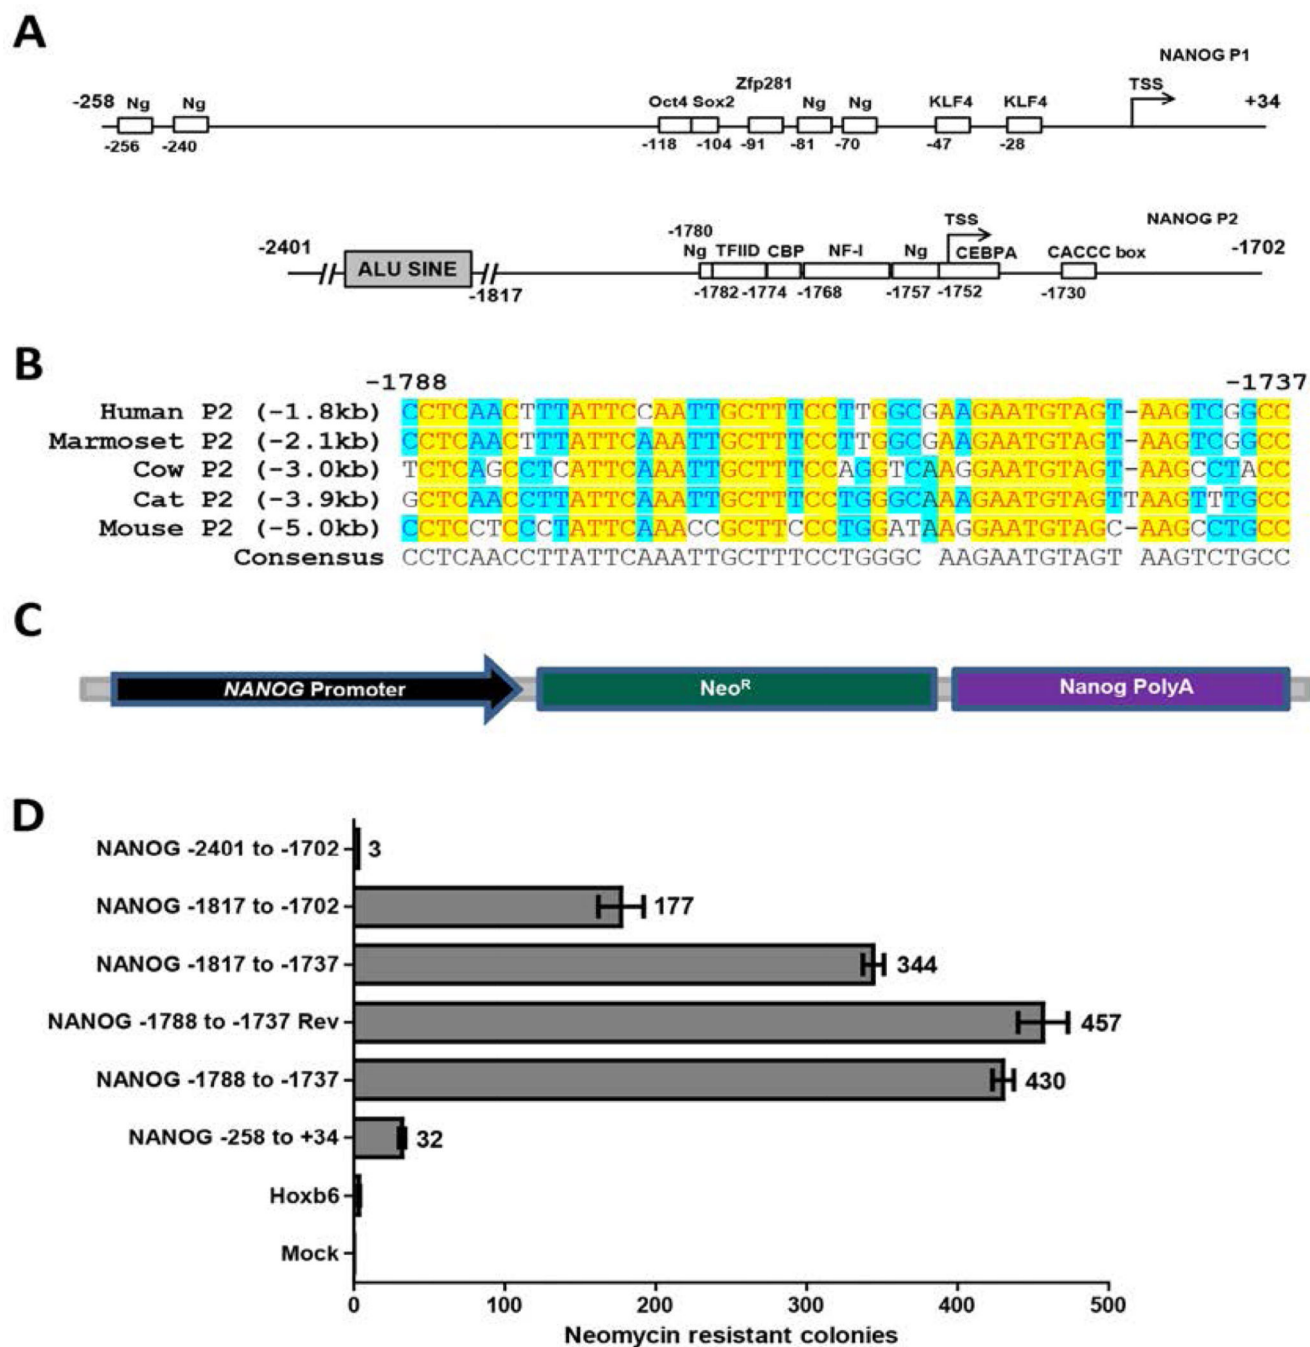 A
NANOG P1
Zfp281
TSS
-258 Ng Ng Oct4 Sox2 Ng Ng KLF4 KLF4 +34
-256 -240 -118 -104 -91 -81 -70 -47 -28
TSS NANOG P2
-1780
-2401 Ng TFIID CBP NF-I Ng CEBPA CACCC box -1702
ALU SINE
-1817 -1782 -1774 -1768 -1757 -1752 -1730
B
-1788 -1737
Human P2 (-1.8kb) CCTCAACTTTATTCCAATTGCTTTCCTTGGCGAAGAATGTAGT-AAGTCGGCC
Marmoset P2 (-2.1kb) CCTCAACTTTATTCAAATTGCTTTCCTTGGCGAAGAATGTAGT-AAGTCGGCC
Cow P2 (-3.0kb) TCTCAGCCTCATTCAAATTGCTTTCCAGGTCAAGGAATGTAGT-AAGCCTACC
Cat P2 (-3.9kb) GCTCAACCTTATTCAAATTGCTTTCCTGGGCAAAGAATGTAGTTAAGTTTGCC
Mouse P2 (-5.0kb) CCTCCTCCCTATTCAAACCGCTTCCCTGGATAAGGAATGTAGC-AAGCCTGCC
Consensus CCTCAACCTTATTCAAATTGCTTTCCTGGGC AAGAATGTAGT AAGTCTGCC
C
NANOG Promoter NeoR Nanog PolyA
D
NANOG -2401 to -1702 3
NANOG -1817 to -1702 177
NANOG -1817 to -1737 344
NANOG -1788 to -1737 Rev 457
NANOG -1788 to -1737 430
NANOG -258 to +34 32
Hoxb6
Mock
0 100 200 300 400 500
Neomycin resistant colonies